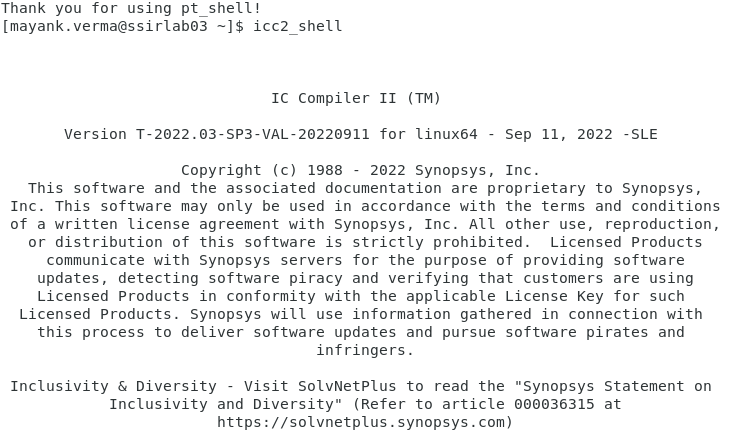 Thank you for using pt_shell!
[mayank.verma@ssirlab03 ~]$ icc2_shell
IC Compiler II (TM)
Version T-2022.03-SP3-VAL-20220911 for linux64 - Sep 11, 2022 -SLE
Copyright (c) 1988 - 2022 Synopsys, Inc.
This software and the associated documentation are proprietary to Synopsys,
Inc. This software may only be used in accordance with the terms and conditions
of a written license agreement with Synopsys, Inc. All other use, reproduction,
or distribution of this software is strictly prohibited.  Licensed Products
communicate with Synopsys servers for the purpose of providing software
updates, detecting software piracy and verifying that customers are using
Licensed Products in conformity with the applicable License Key for such
Licensed Products. Synopsys will use information gathered in connection with
this process to deliver software updates and pursue software pirates and
infringers.
Inclusivity & Diversity - Visit SolvNetPlus to read the "Synopsys Statement on
Inclusivity and Diversity" (Refer to article 000036315 at
https://solvnetplus.synopsys.com)